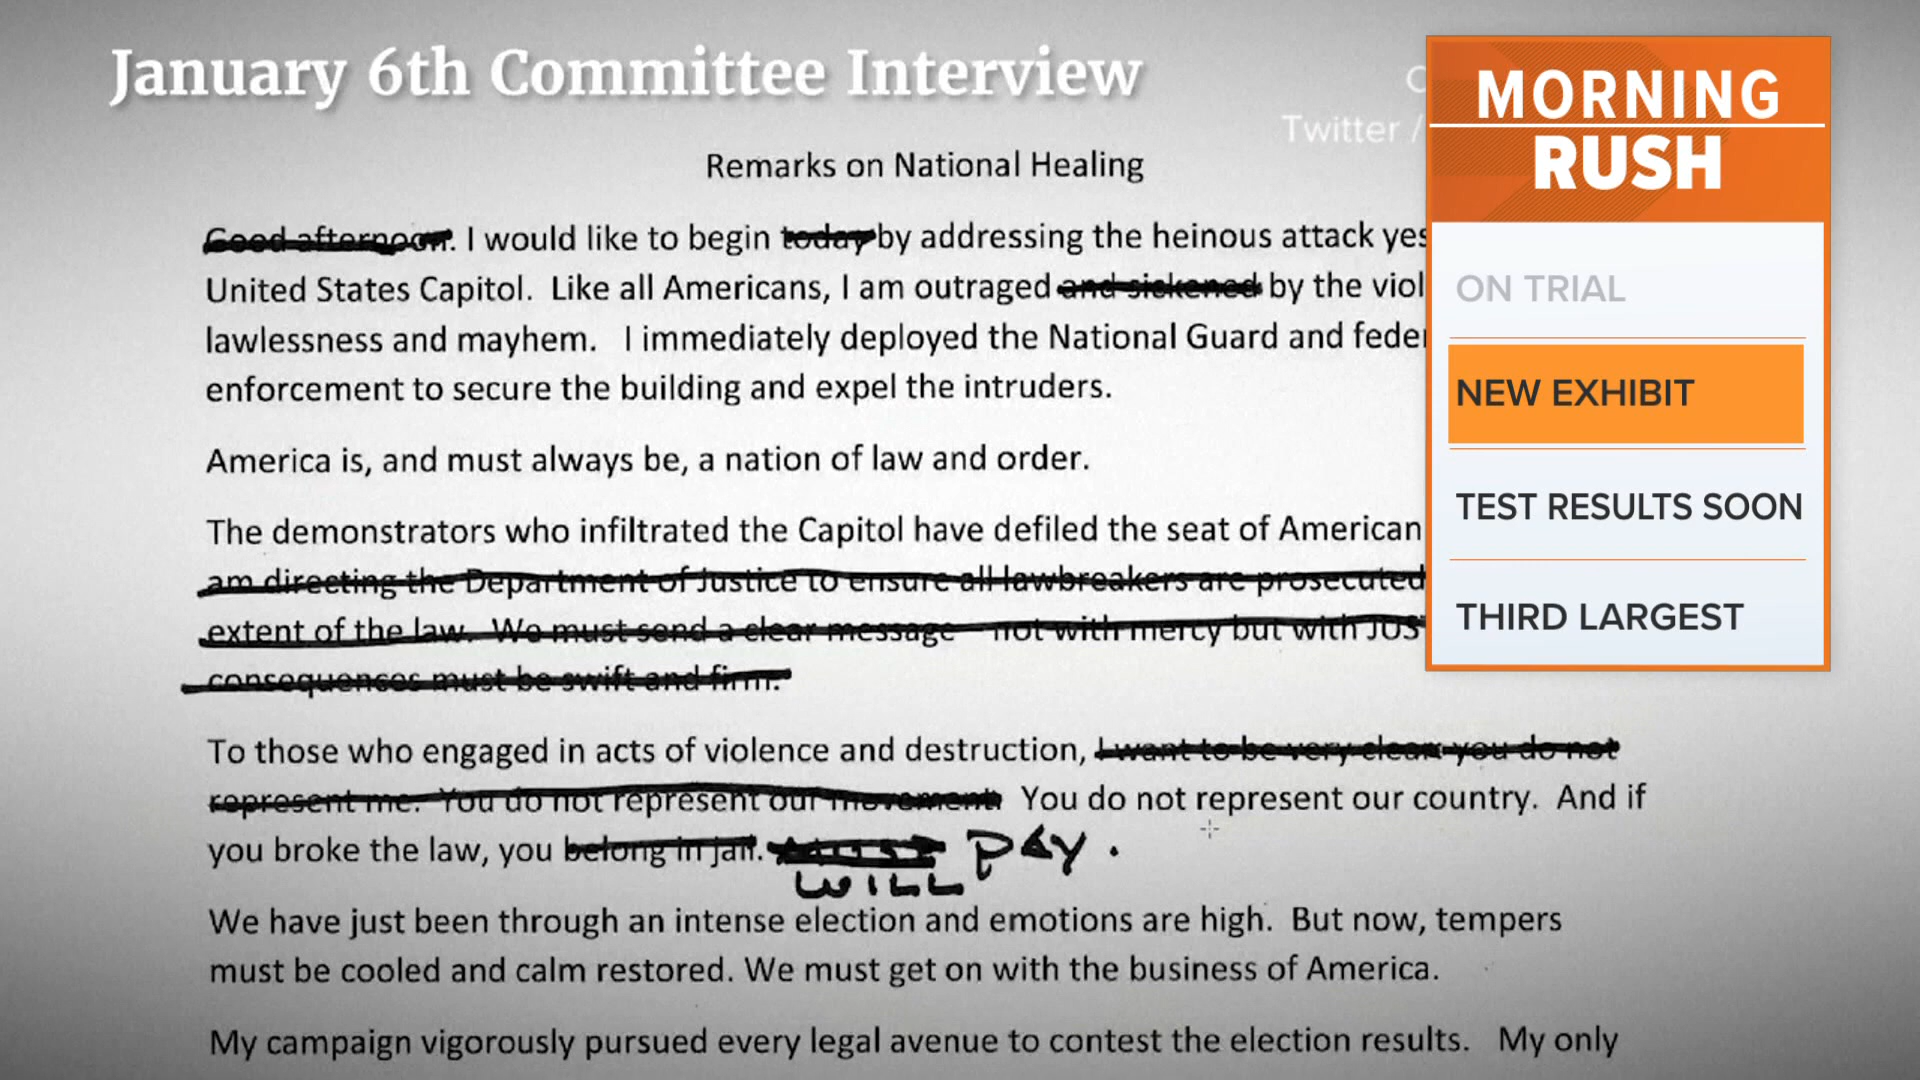 January 6th Committee Interview
Twitter /
MORNING
RUSH
ON TRIAL
NEW EXHIBIT
TEST RESULTS SOON
THIRD LARGEST
Remarks on National Healing
Good afternoon. I would like to begin today by addressing the heinous attack yes
United States Capitol. Like all Americans, I am outraged and sickened by the viol
lawlessness and mayhem. I immediately deployed the National Guard and feder
enforcement to secure the building and expel the intruders.
America is, and must always be, a nation of law and order.
The demonstrators who infiltrated the Capitol have defiled the seat of American
am directing the Department of Justice to ensure all lawbreakers are prosecuted
extent of the law. We must send a clear message - not with mercy but with JUS
consequences must be swift and firm.
To those who engaged in acts of violence and destruction, I want to be very clear you do not
represent me. You do not represent our movement. You do not represent our country. And if
you broke the law, you belong in jail. pay.
WILL
We have just been through an intense election and emotions are high. But now, tempers
must be cooled and calm restored. We must get on with the business of America.
My campaign vigorously pursued every legal avenue to contest the election results. My only